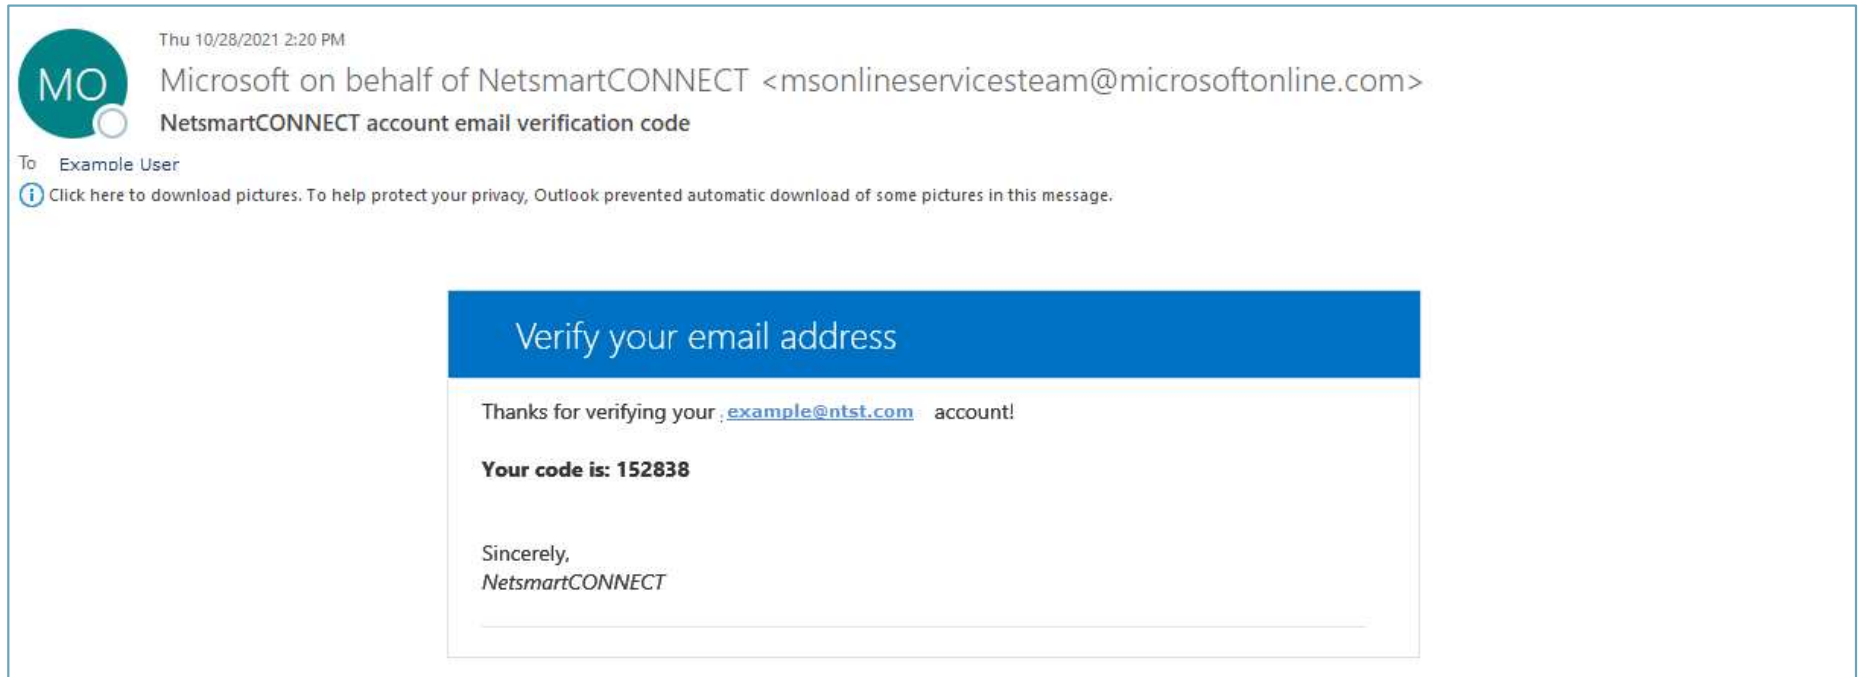 Thu 10/28/2021 2:20 PM
MO
Microsoft on behalf of NetsmartCONNECT <msonlineservicesteam@microsoftonline.com>
NetsmartCONNECT account email verification code
To Example User
Click here to download pictures. To help protect your privacy, Outlook prevented automatic download of some pictures in this message.
Verify your email address
Thanks for verifying your example@ntst.com account!
Your code is: 152838
Sincerely,
NetsmartCONNECT